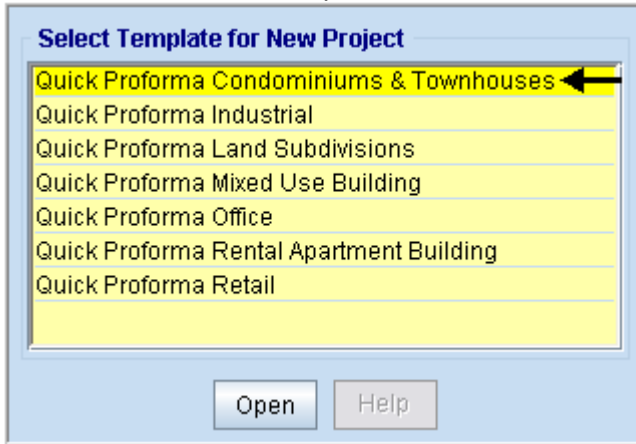 Select Template for New Project
Quick Proforma Condominiums & Townhouses
Quick Proforma Industrial
Quick Proforma Land Subdivisions
Quick Proforma Mixed Use Building
Quick Proforma Office
Quick Proforma Rental Apartment Building
Quick Proforma Retail
Open Help